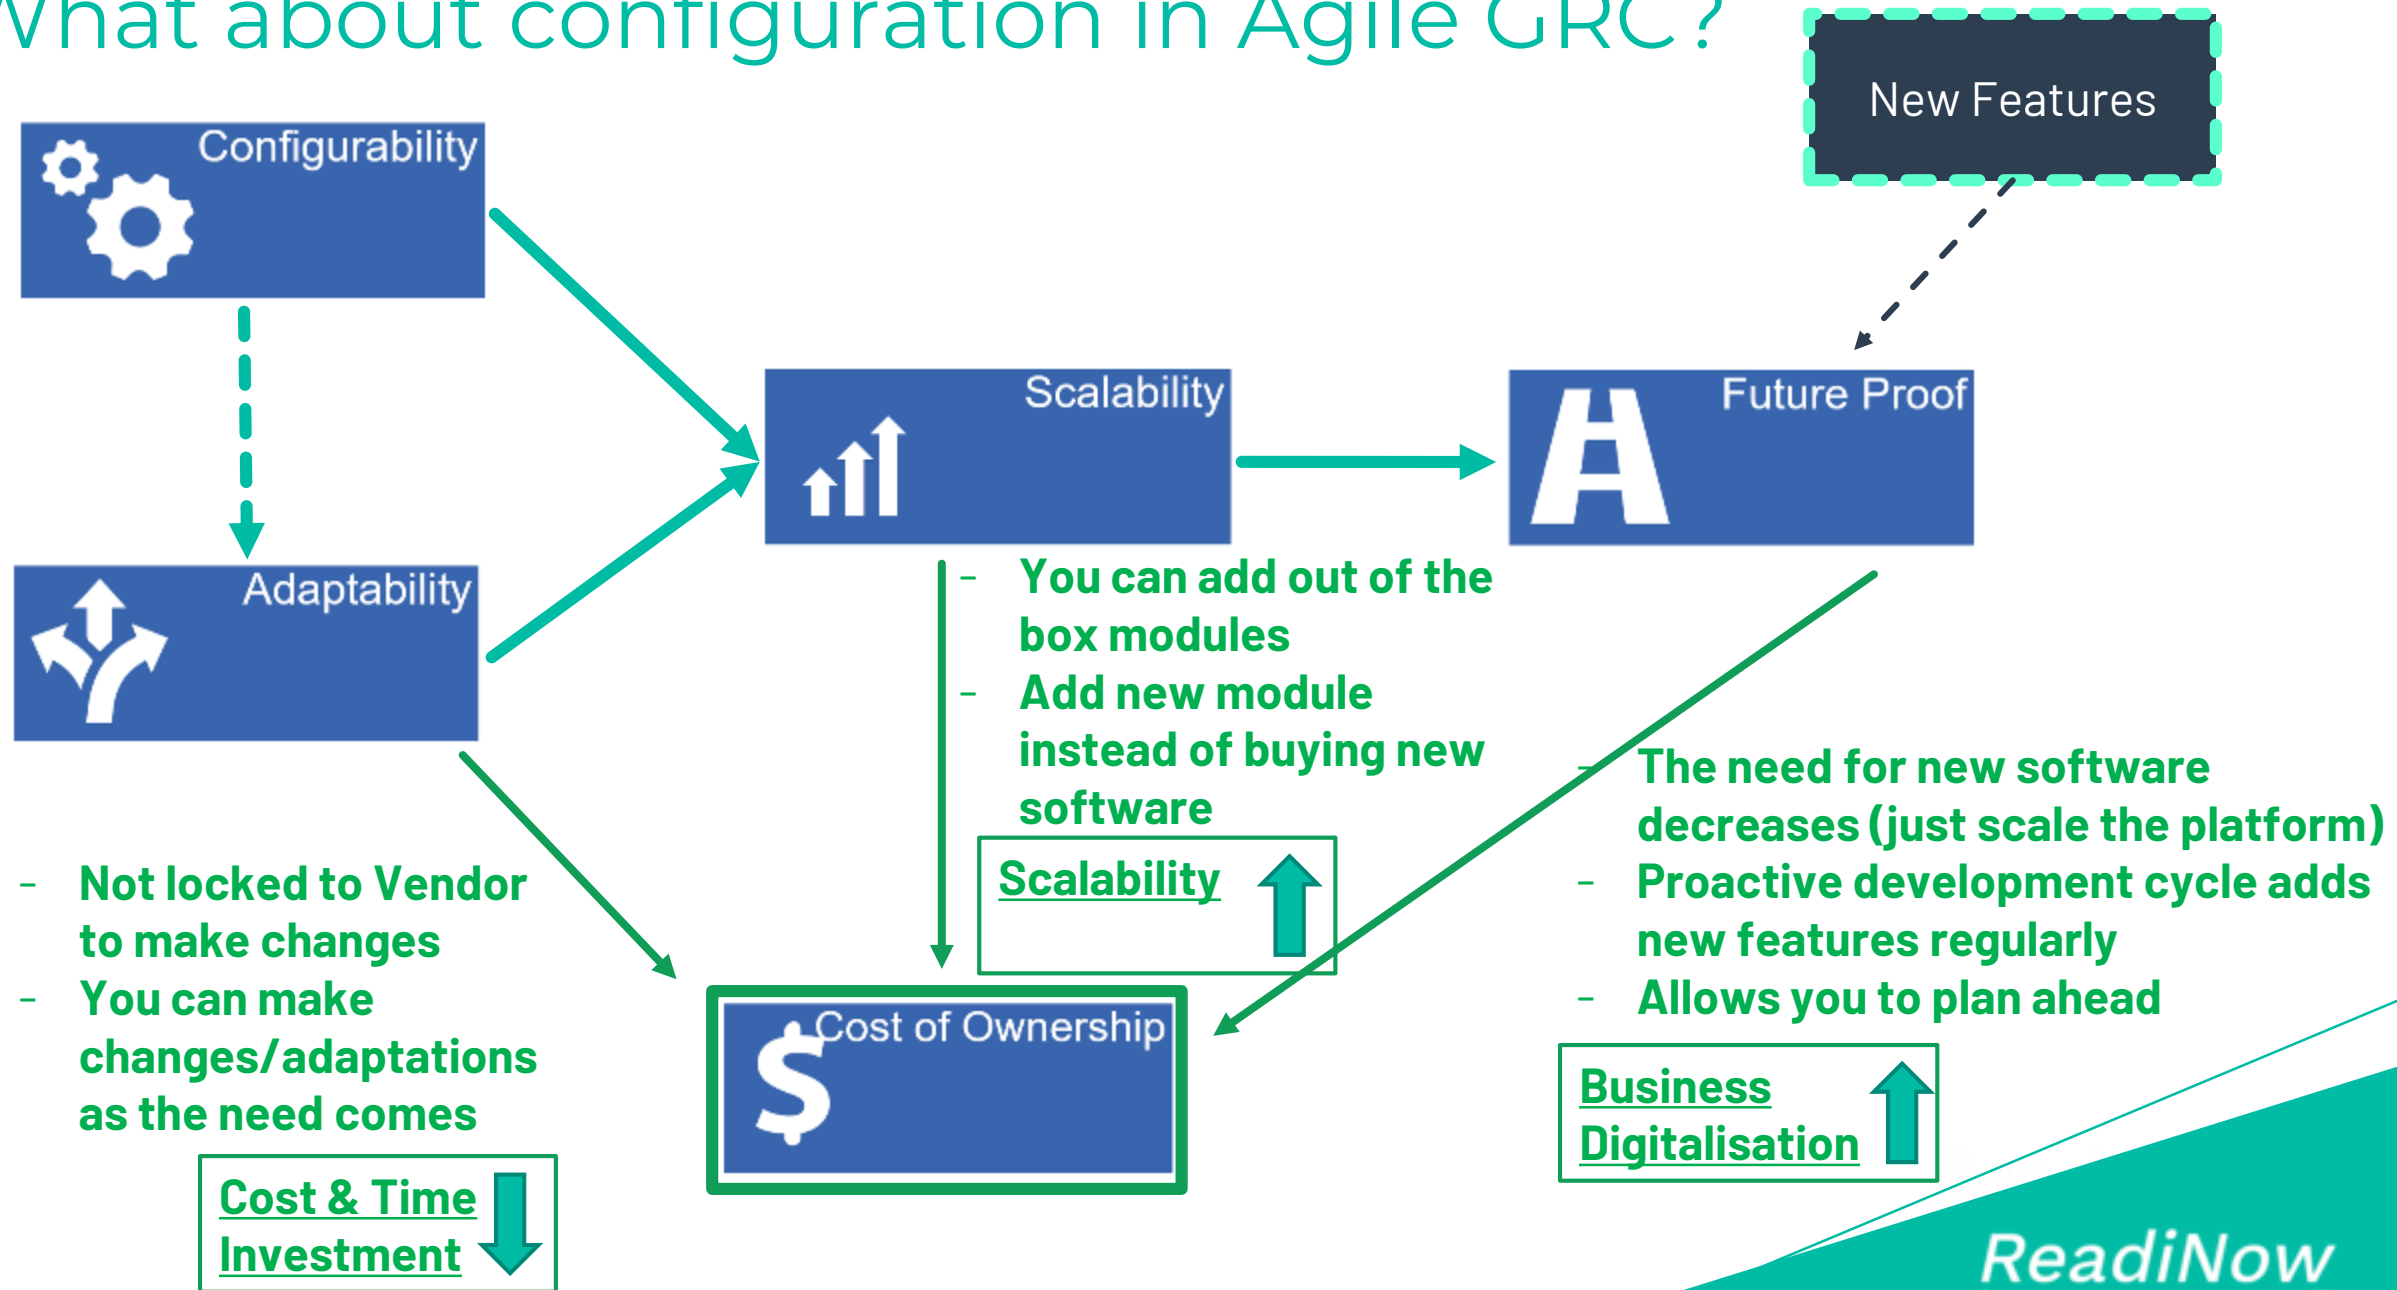 What about configuration in Agile GRC?
New Features
Configurability
Scalability
Future Proof
Adaptability
- You can add out of the
box modules
- Add new module
instead of buying new
software
Scalability
- Not locked to Vendor
to make changes
- You can make
changes/adaptations
as the need comes
Cost & Time
Investment
Cost of Ownership
- The need for new software
decreases (just scale the platform)
- Proactive development cycle adds
new features regularly
- Allows you to plan ahead
Business
Digitalisation
ReadiNow